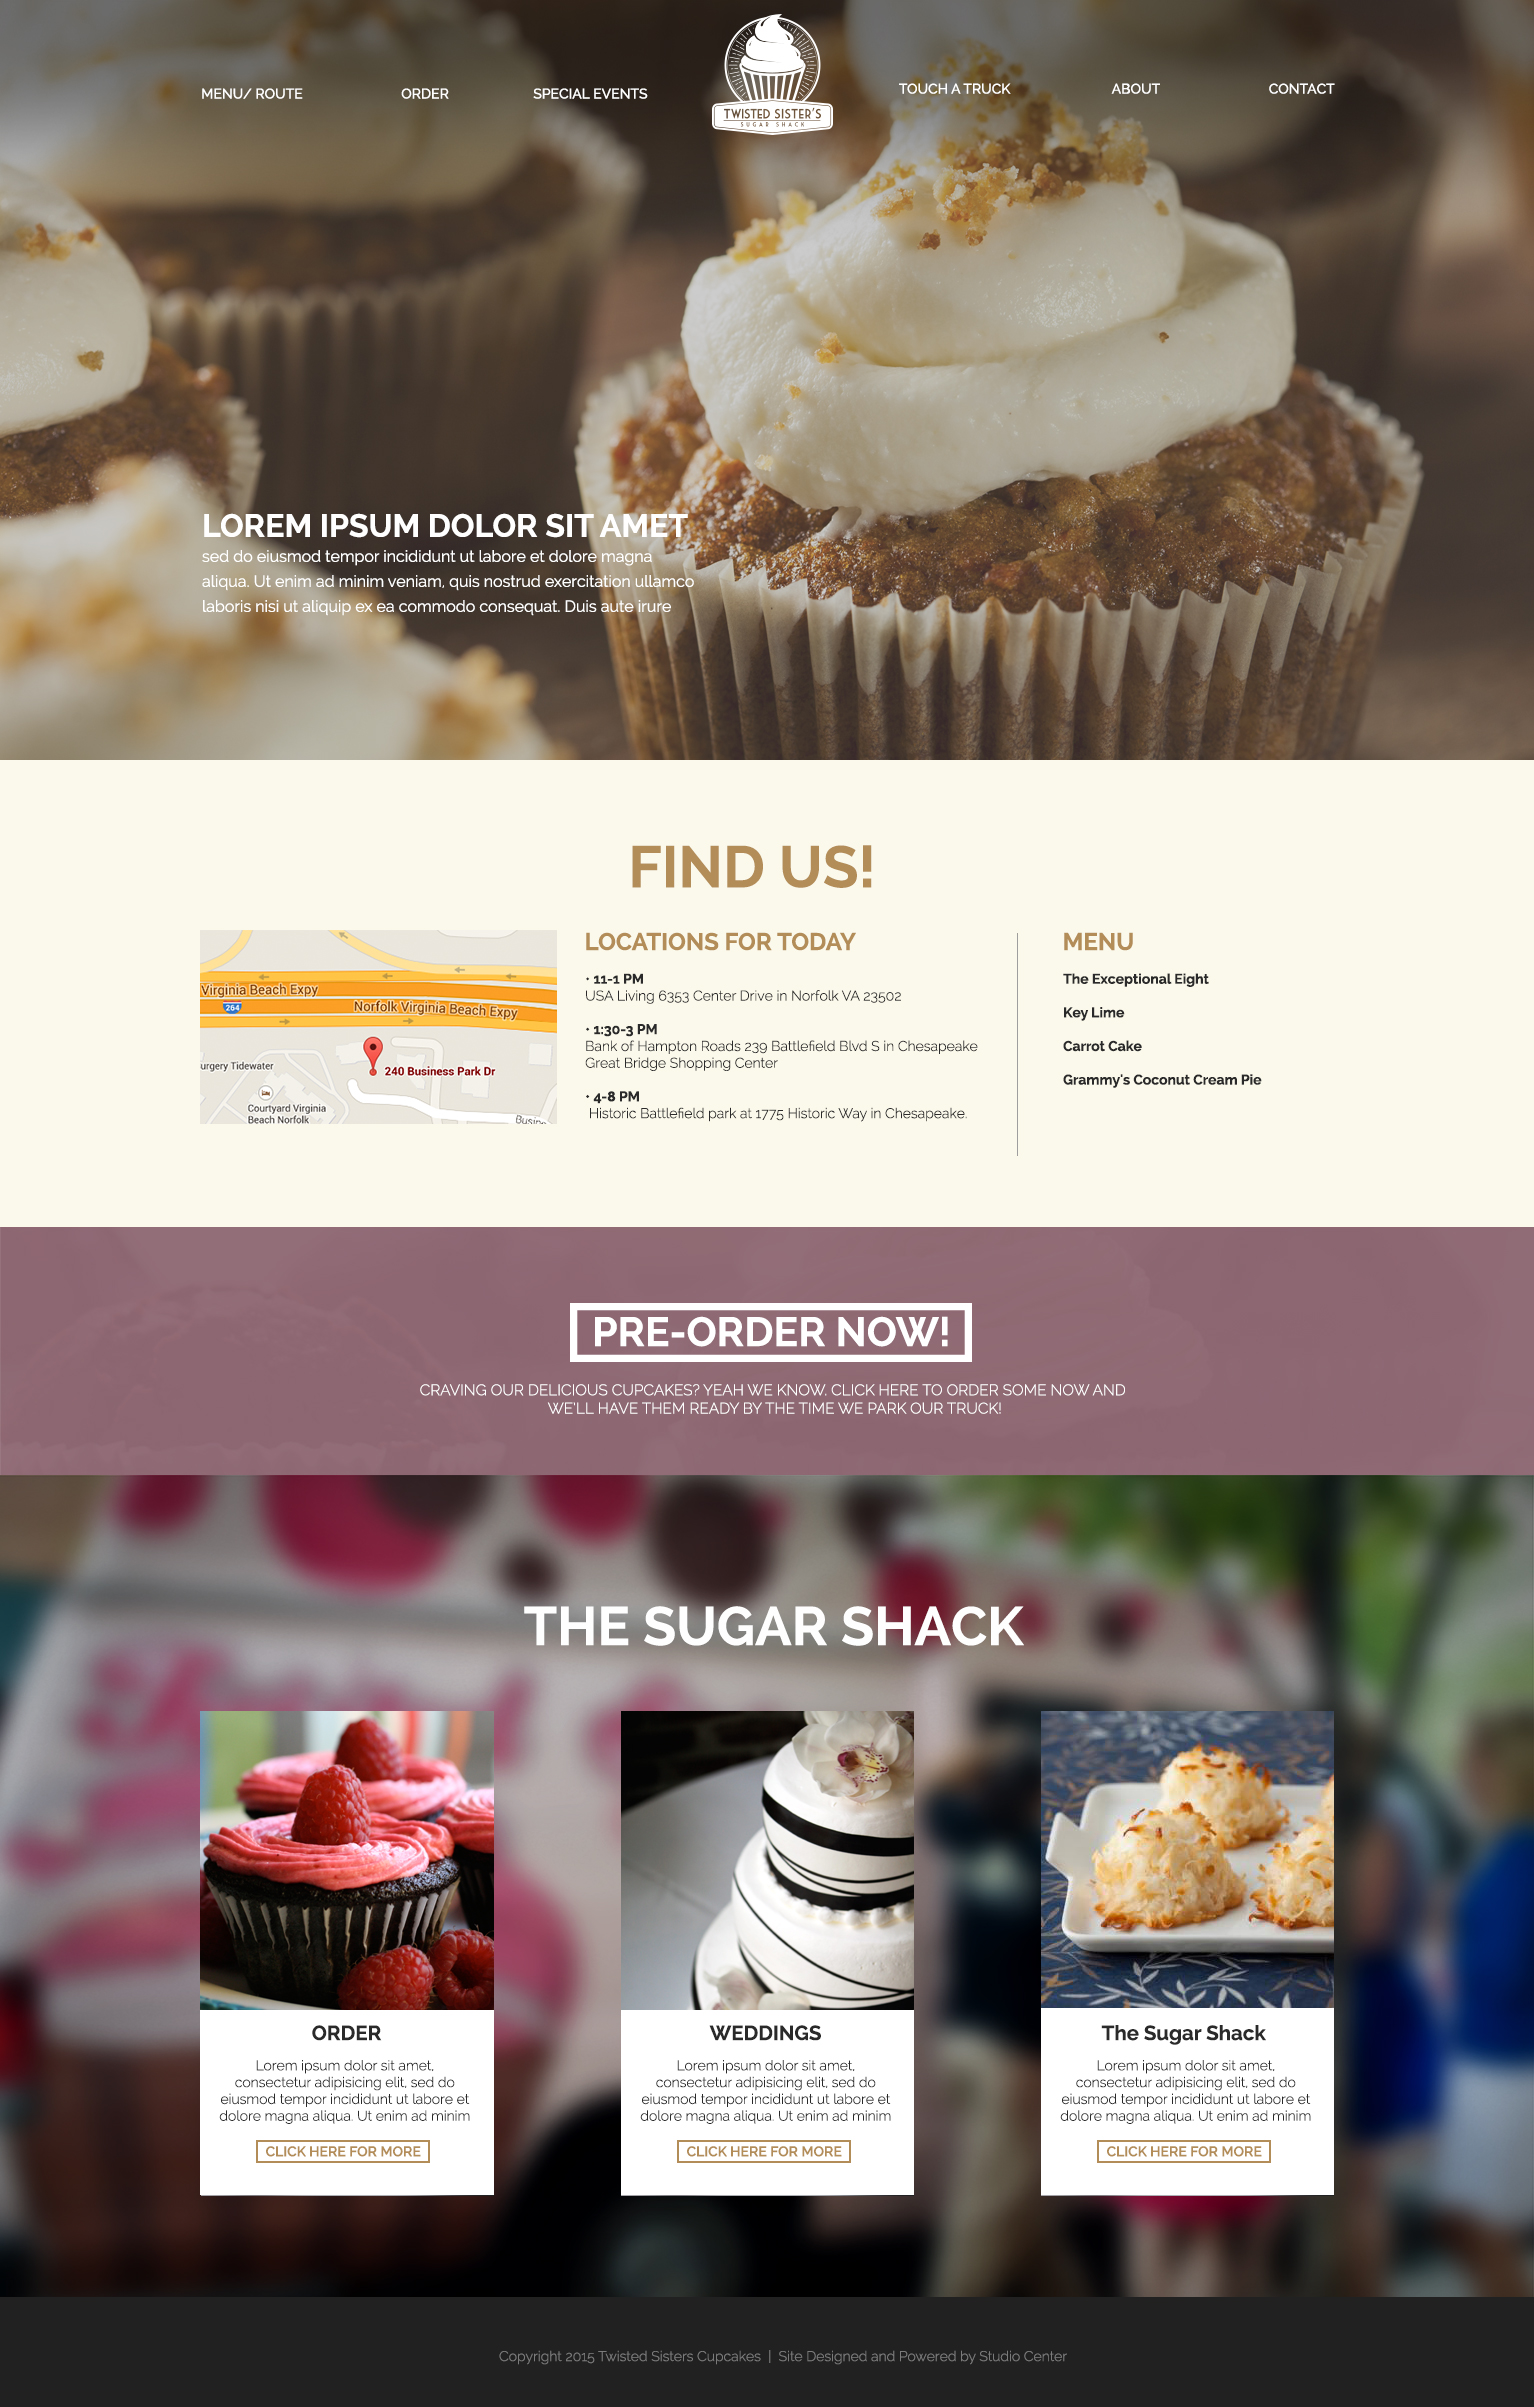 MENU/ ROUTE
ORDER
SPECIAL EVENTS
TWISTED SISTER'S
SUGAR SHACK
TOUCH A TRUCK
ABOUT
CONTACT
LOREM IPSUM DOLOR SIT AMET
sed do eiusmod tempor incididunt ut labore et dolore magna
aliqua. Ut enim ad minim veniam, quis nostrud exercitation ullamco
laboris nisi ut aliquip ex ea commodo consequat. Duis aute irure
FIND US!
Virginia Beach Expy
264
Norfolk Virginia Beach Expy
urgery Tidewater
240 Business Park Dr
Courtyard Virginia
Beach Norfolk
LOCATIONS FOR TODAY
• 11-1 PM
USA Living 6353 Center Drive in Norfolk VA 23502
• 1:30-3 PM
Bank of Hampton Roads 239 Battlefield Blvd S in Chesapeake
Great Bridge Shopping Center
• 4-8 PM
Historic Battlefield park at 1775 Historic Way in Chesapeake.
MENU
The Exceptional Eight
Key Lime
Carrot Cake
Grammy's Coconut Cream Pie
PRE-ORDER NOW!
CRAVING OUR DELICIOUS CUPCAKES? YEAH WE KNOW, CLICK HERE TO ORDER SOME NOW AND
WE'LL HAVE THEM READY BY THE TIME WE PARK OUR TRUCK!
THE SUGAR SHACK
ORDER
Lorem ipsum dolor sit amet,
consectetur adipisicing elit, sed do
eiusmod tempor incididunt ut labore et
dolore magna aliqua. Ut enim ad minim
CLICK HERE FOR MORE
WEDDINGS
Lorem ipsum dolor sit amet,
consectetur adipisicing elit, sed do
eiusmod tempor incididunt ut labore et
dolore magna aliqua. Ut enim ad minim
CLICK HERE FOR MORE
The Sugar Shack
Lorem ipsum dolor sit amet,
consectetur adipisicing elit, sed do
eiusmod tempor incididunt ut labore et
dolore magna aliqua. Ut enim ad minim
CLICK HERE FOR MORE
Copyright 2015 Twisted Sisters Cupcakes | Site Designed and Powered by Studio Center